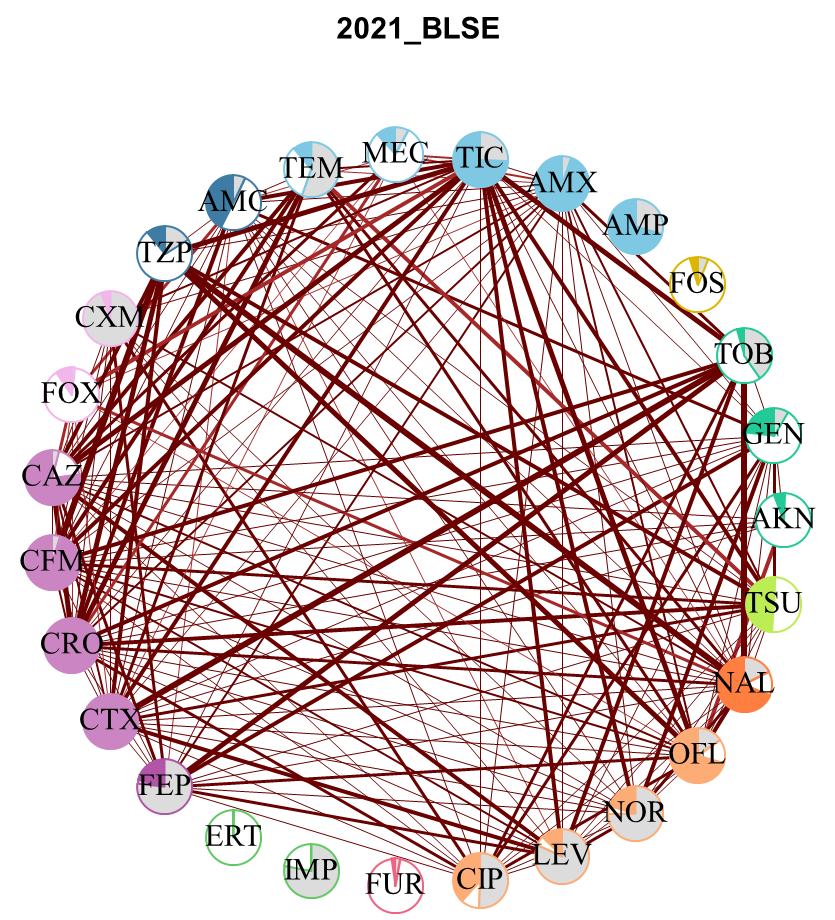 2021_BLSE
MEC
TIC
TEM
AMX
AMC
AMP
TZP
FOS
CXM
TOB
FOX
GEN
CAZ
AKN
CFM
TSU
CRO
NAL
CTX
OFL
FEP
NOR
ERT
LEV
IMP
CIP
FUR